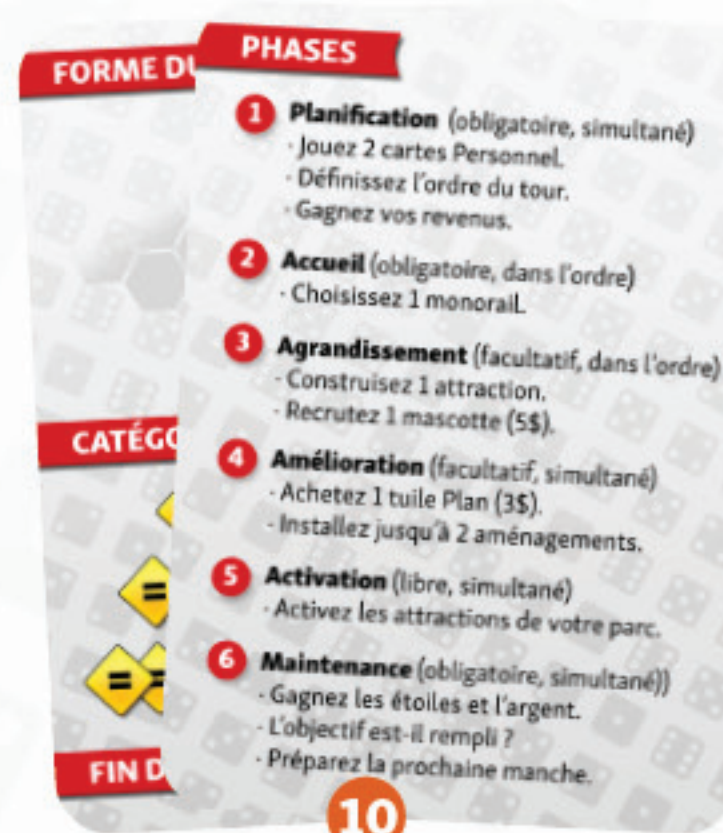 FORME DU
CATÉGO
= 
=
=
FIN D
PHASES
1 Planification (obligatoire, simultané)
· Jouez 2 cartes Personnel.
· Définissez l'ordre du tour.
· Gagnez vos revenus.
2 Accueil (obligatoire, dans l'ordre)
· Choisissez 1 monorail.
3 Agrandissement (facultatif, dans l'ordre)
· Construisez 1 attraction.
· Recrutez 1 mascotte (5$).
4 Amélioration (facultatif, simultané)
· Achetez 1 tuile Plan (3$).
· Installez jusqu'à 2 aménagements.
5 Activation (libre, simultané)
· Activez les attractions de votre parc.
6 Maintenance (obligatoire, simultané))
· Gagnez les étoiles et l'argent.
· L'objectif est-il rempli ?
· Préparez la prochaine manche.
10